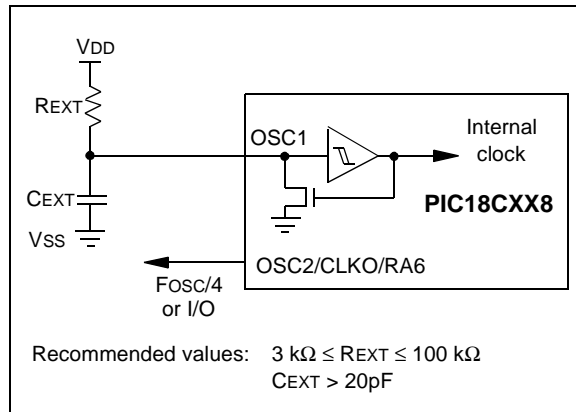 VDD
REXT
OSC1
Internal
clock
CEXT
PIC18CXX8
VSS
OSC2/CLKO/RA6
FOSC/4
or I/O
Recommended values: 3 kΩ ≤ REXT ≤ 100 kΩ
CEXT > 20pF